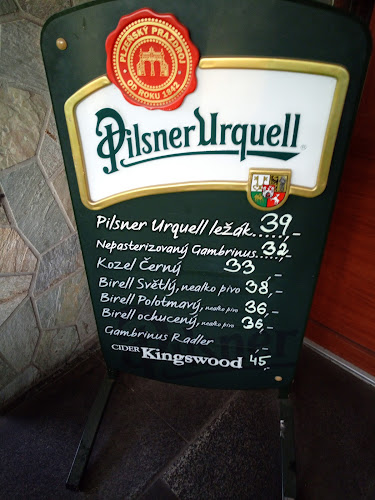 PLZEŇSKÝ PRAZDROJ
OD ROKU 1842
Pilsner Urquell
Pilsner Urquell ležák. 39,-
Nepasterizovaný Gambrinus.. 32,-
Kozel Černý 33,-
Birell Světlý, nealko pivo 38,-
Birell Polotmavý, nealko pivo 36,-
Birell ochucený, nealko pivo 36,-
Gambrinus Radler
CIDER Kingswood 45,-